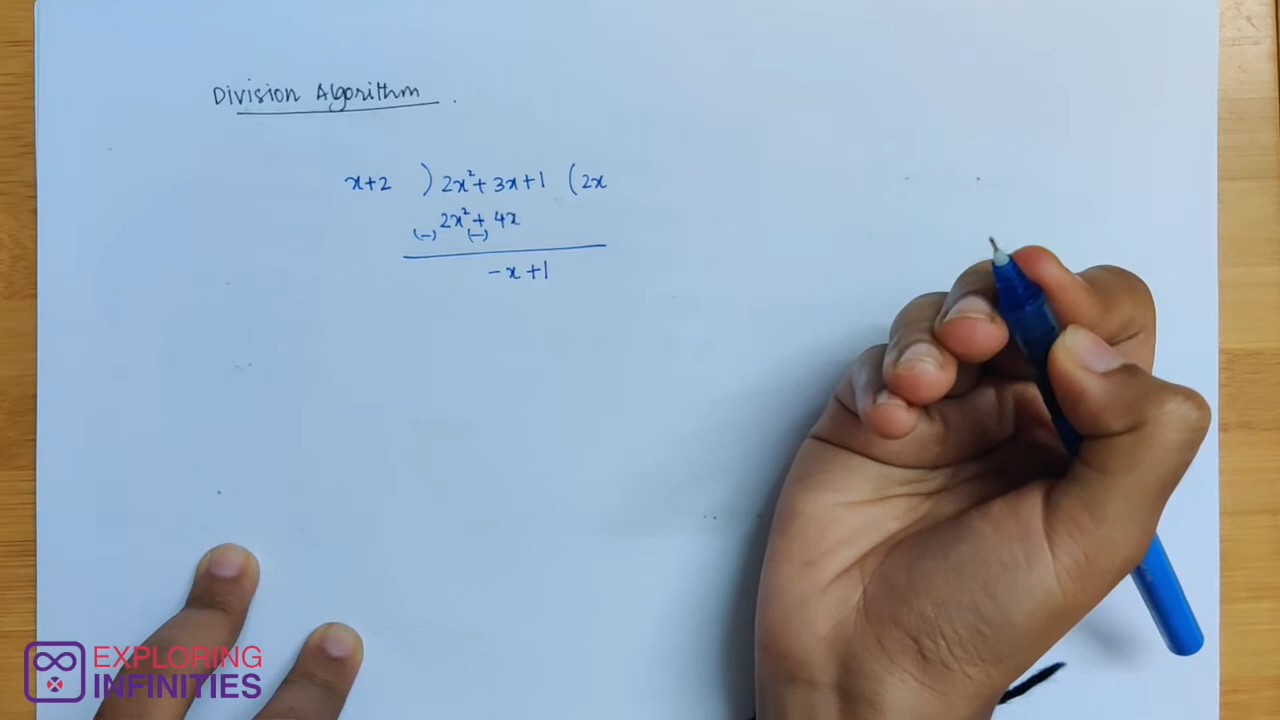 Division Algorithm .
x+2 ) 2x²+ 3x+1 (2x
2x²+ 4x
(-) (-)
-x +1
EXPLORING
INFINITIES